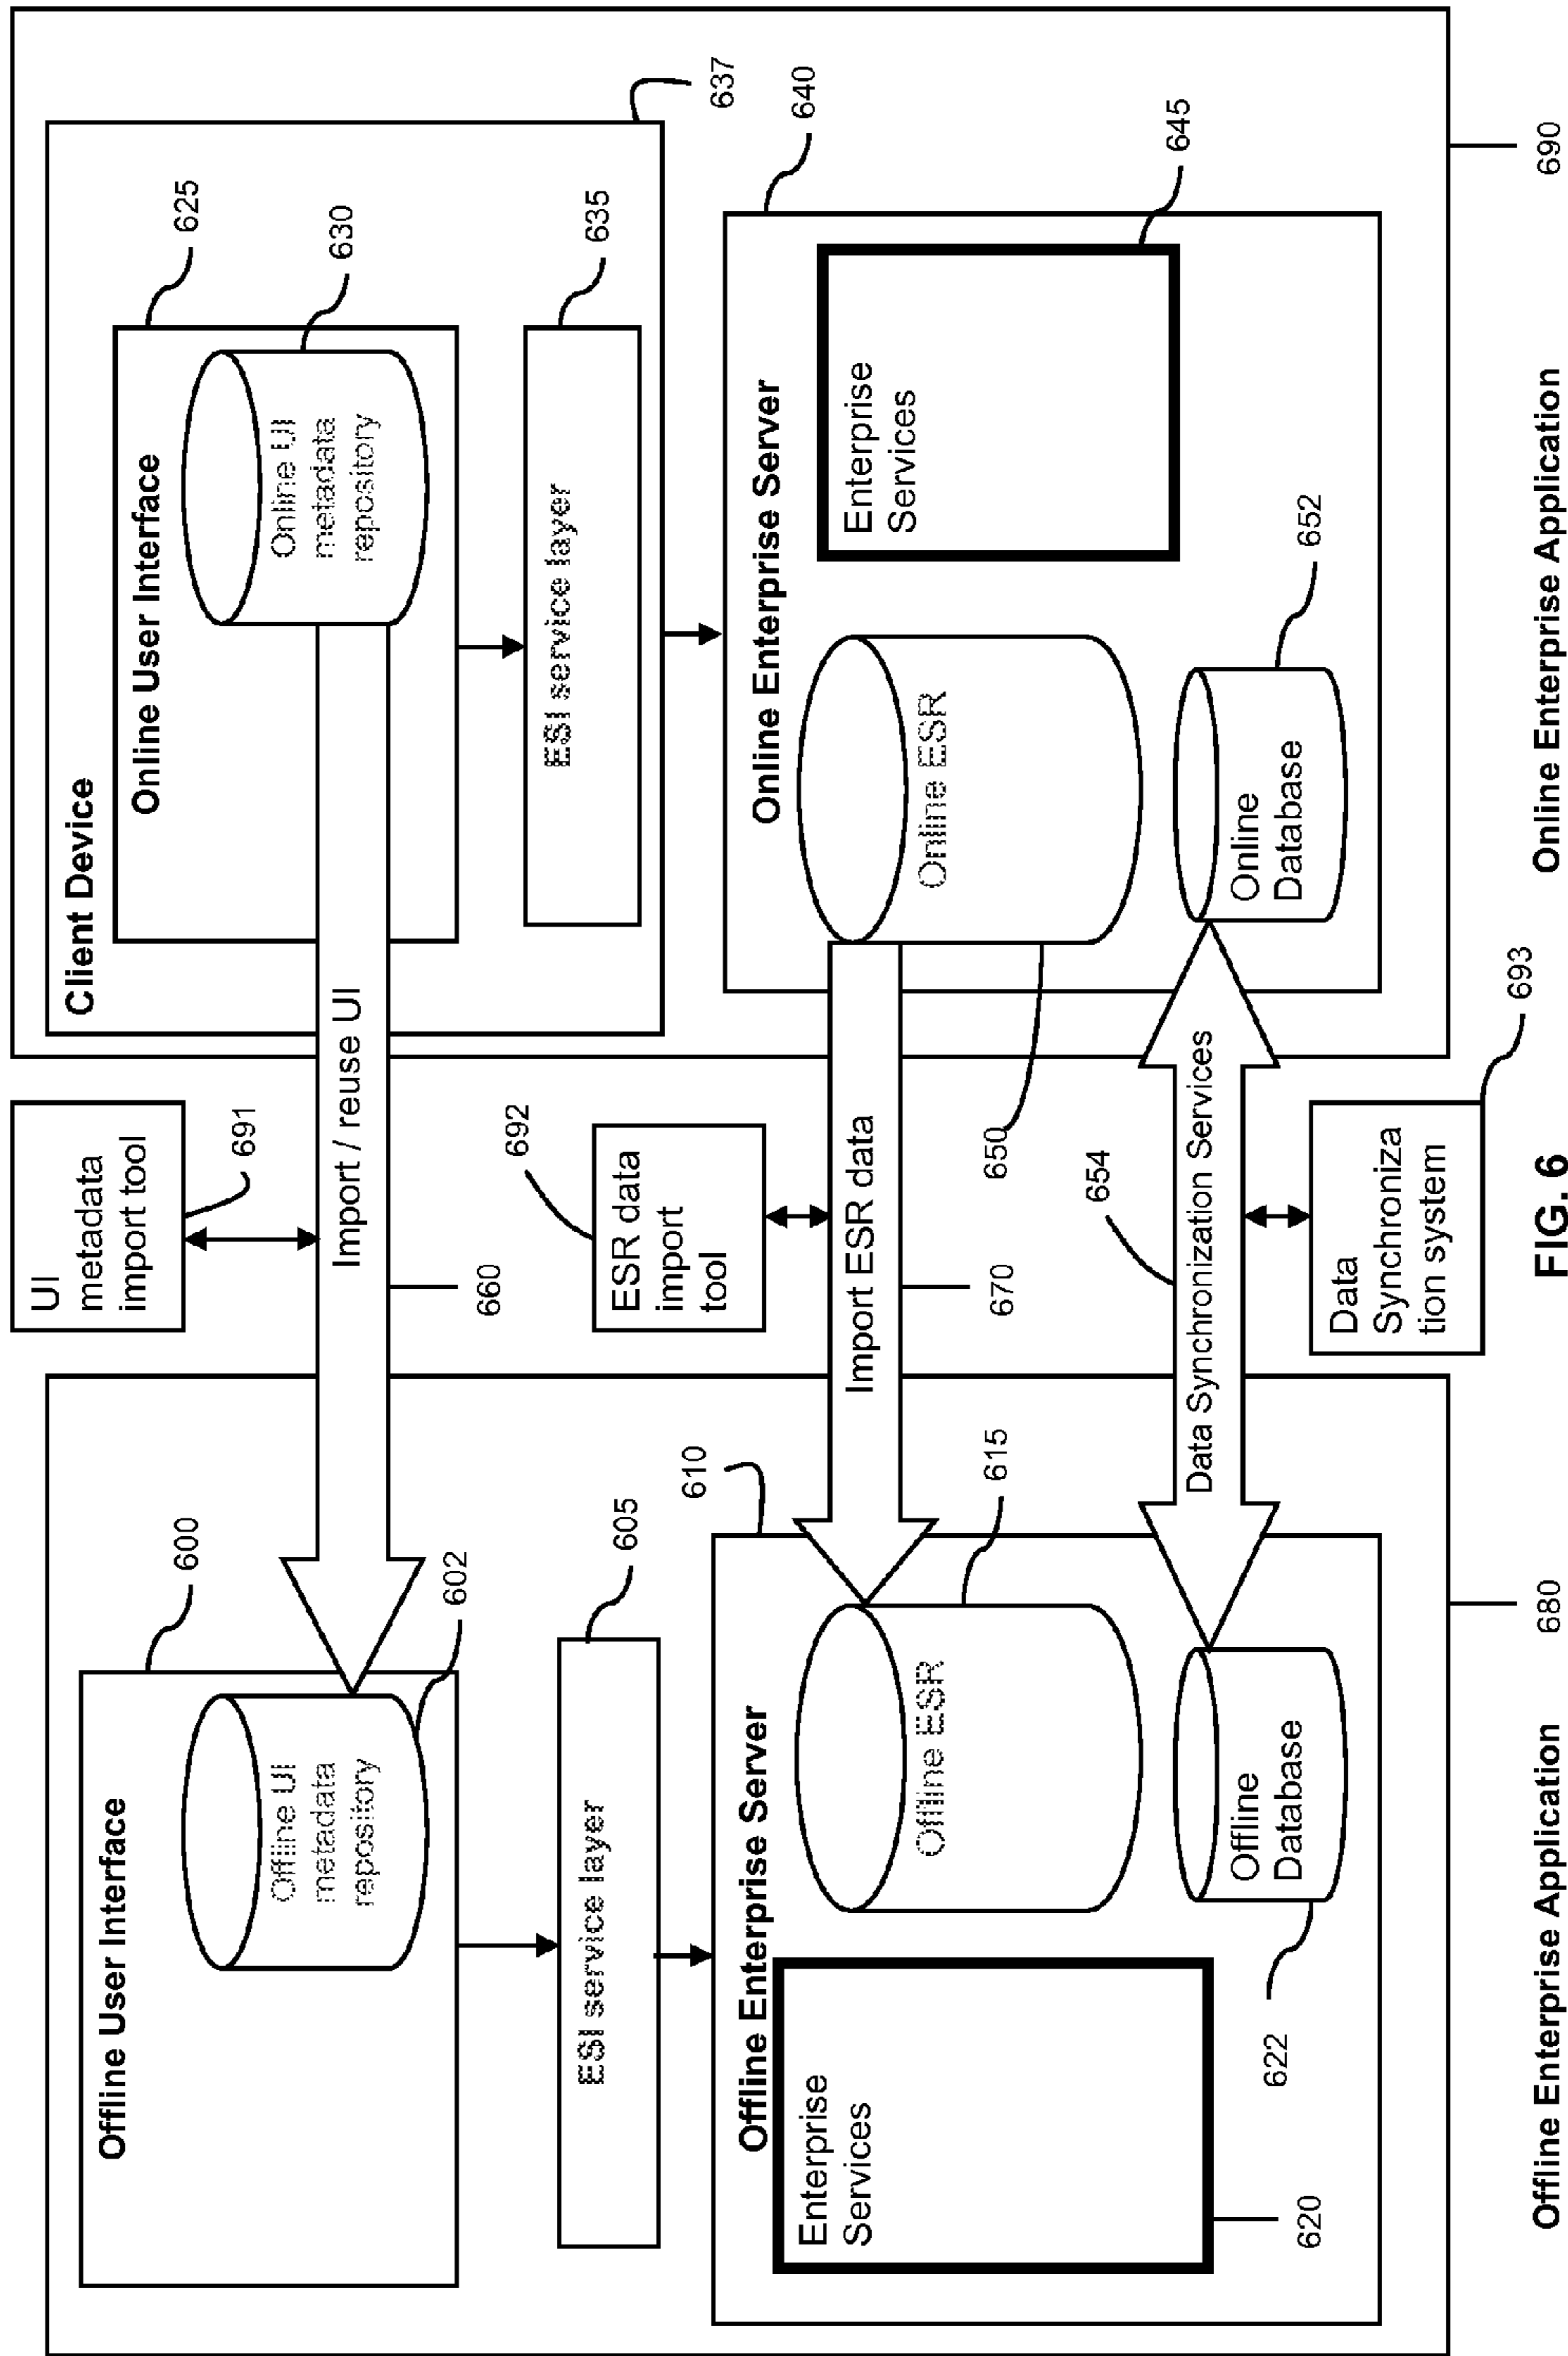 Offline User Interface
600
Offline UI
metadata
repository
602
ESI service layer
605
Offline Enterprise Server
610
Enterprise
Services
620
Offline ESR
615
Offline
Database
622
Offline Enterprise Application
680
UI
metadata
import tool
691
Import / reuse UI
660
ESR data
import
tool
692
Import ESR data
670
654
Data Synchronization Services
Data
Synchroniza
tion system
693
Client Device
637
Online User Interface
625
Online UI
metadata
repository
630
ESI service layer
635
Online Enterprise Server
640
Online ESR
650
Enterprise
Services
645
Online
Database
652
Online Enterprise Application
690
FIG. 6